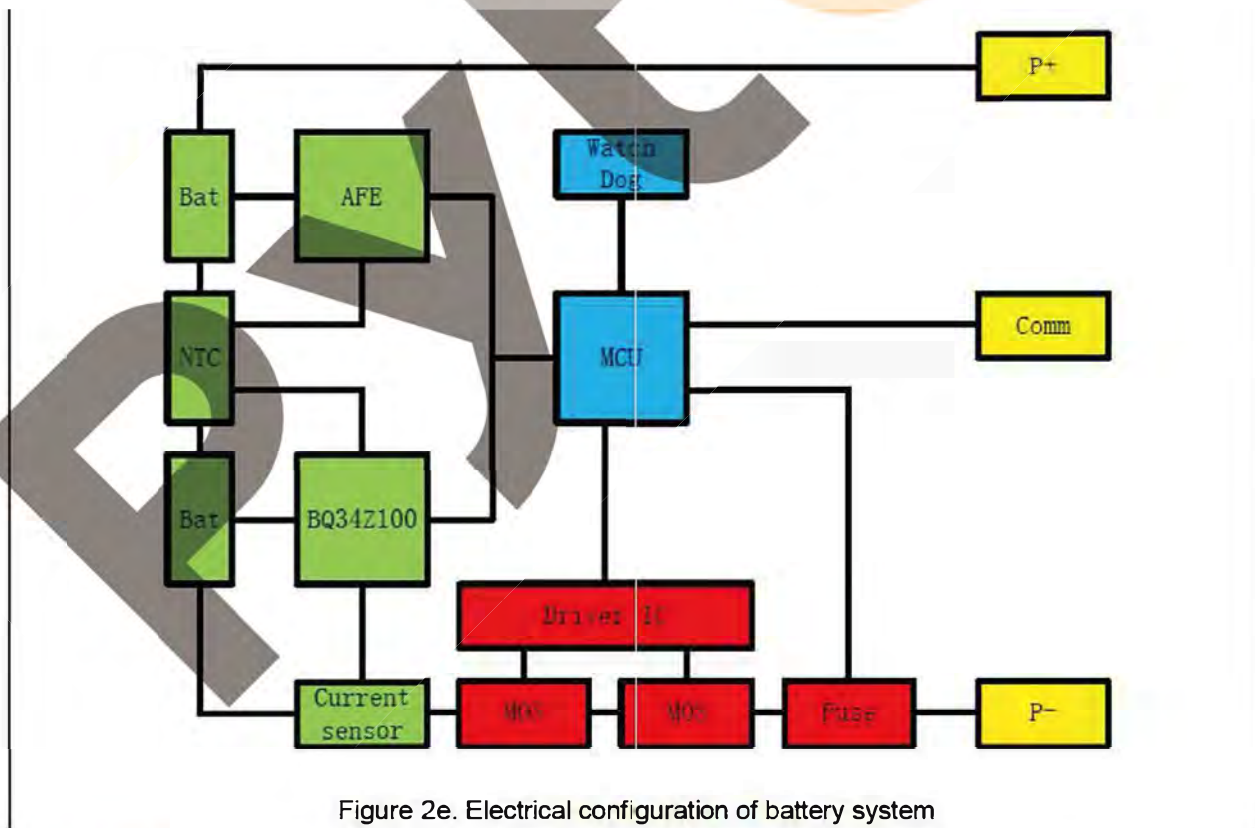 P+
Watch
Dog
Bat
AFE
NTC
MCU
Comm
Bat
BQ34Z100
Driver IC
Current
sensor
MOS
MOS
Fuse
P-
Figure 2e. Electrical configuration of battery system